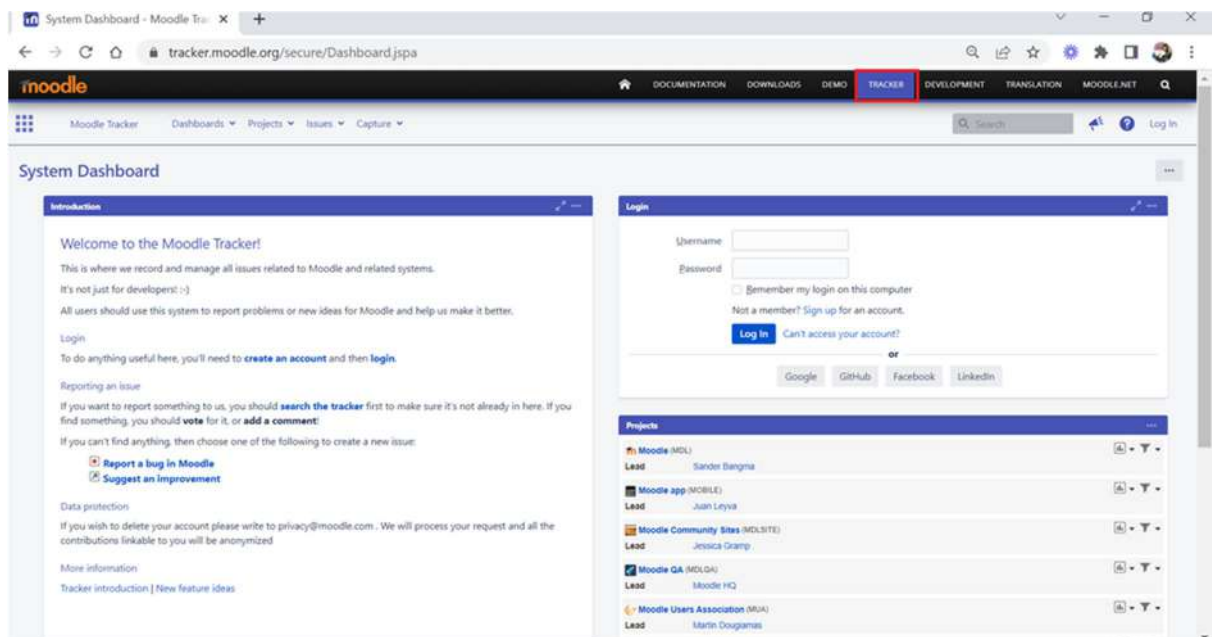 System Dashboard - Moodle Tra
tracker.moodle.org/secure/Dashboard.jspa
moodle
DOCUMENTATION DOWNLOADS DEMO TRACKER DEVELOPMENT TRANSLATION MOODLE.NET
Moodle Tracker Dashboards Projects Issues Capture Search Log In
System Dashboard
Introduction
Welcome to the Moodle Tracker!
This is where we record and manage all issues related to Moodle and related systems.
It's not just for developers! :-)
All users should use this system to report problems or new ideas for Moodle and help us make it better.
Login
To do anything useful here, you'll need to create an account and then login.
Reporting an issue
If you want to report something to us, you should search the tracker first to make sure it's not already in here. If you
find something, you should vote for it, or add a comment!
If you can't find anything, then choose one of the following to create a new issue:
Report a bug in Moodle
Suggest an improvement
Data protection
If you wish to delete your account please write to privacy@moodle.com . We will process your request and all the
contributions linkable to you will be anonymized
More information
Tracker introduction | New feature ideas
Login
Username
Password
Remember my login on this computer
Not a member? Sign up for an account.
Log In Can't access your account?
or
Google GitHub Facebook LinkedIn
Projects
Moodle (MDL)
Lead Sander Bangma
Moodle app (MOBILE)
Lead Juan Leyva
Moodle Community Sites (MDLSITE)
Lead Jessica Gramp
Moodle QA (MDLQA)
Lead Moodle HQ
Moodle Users Association (MUA)
Lead Martin Dougiamas